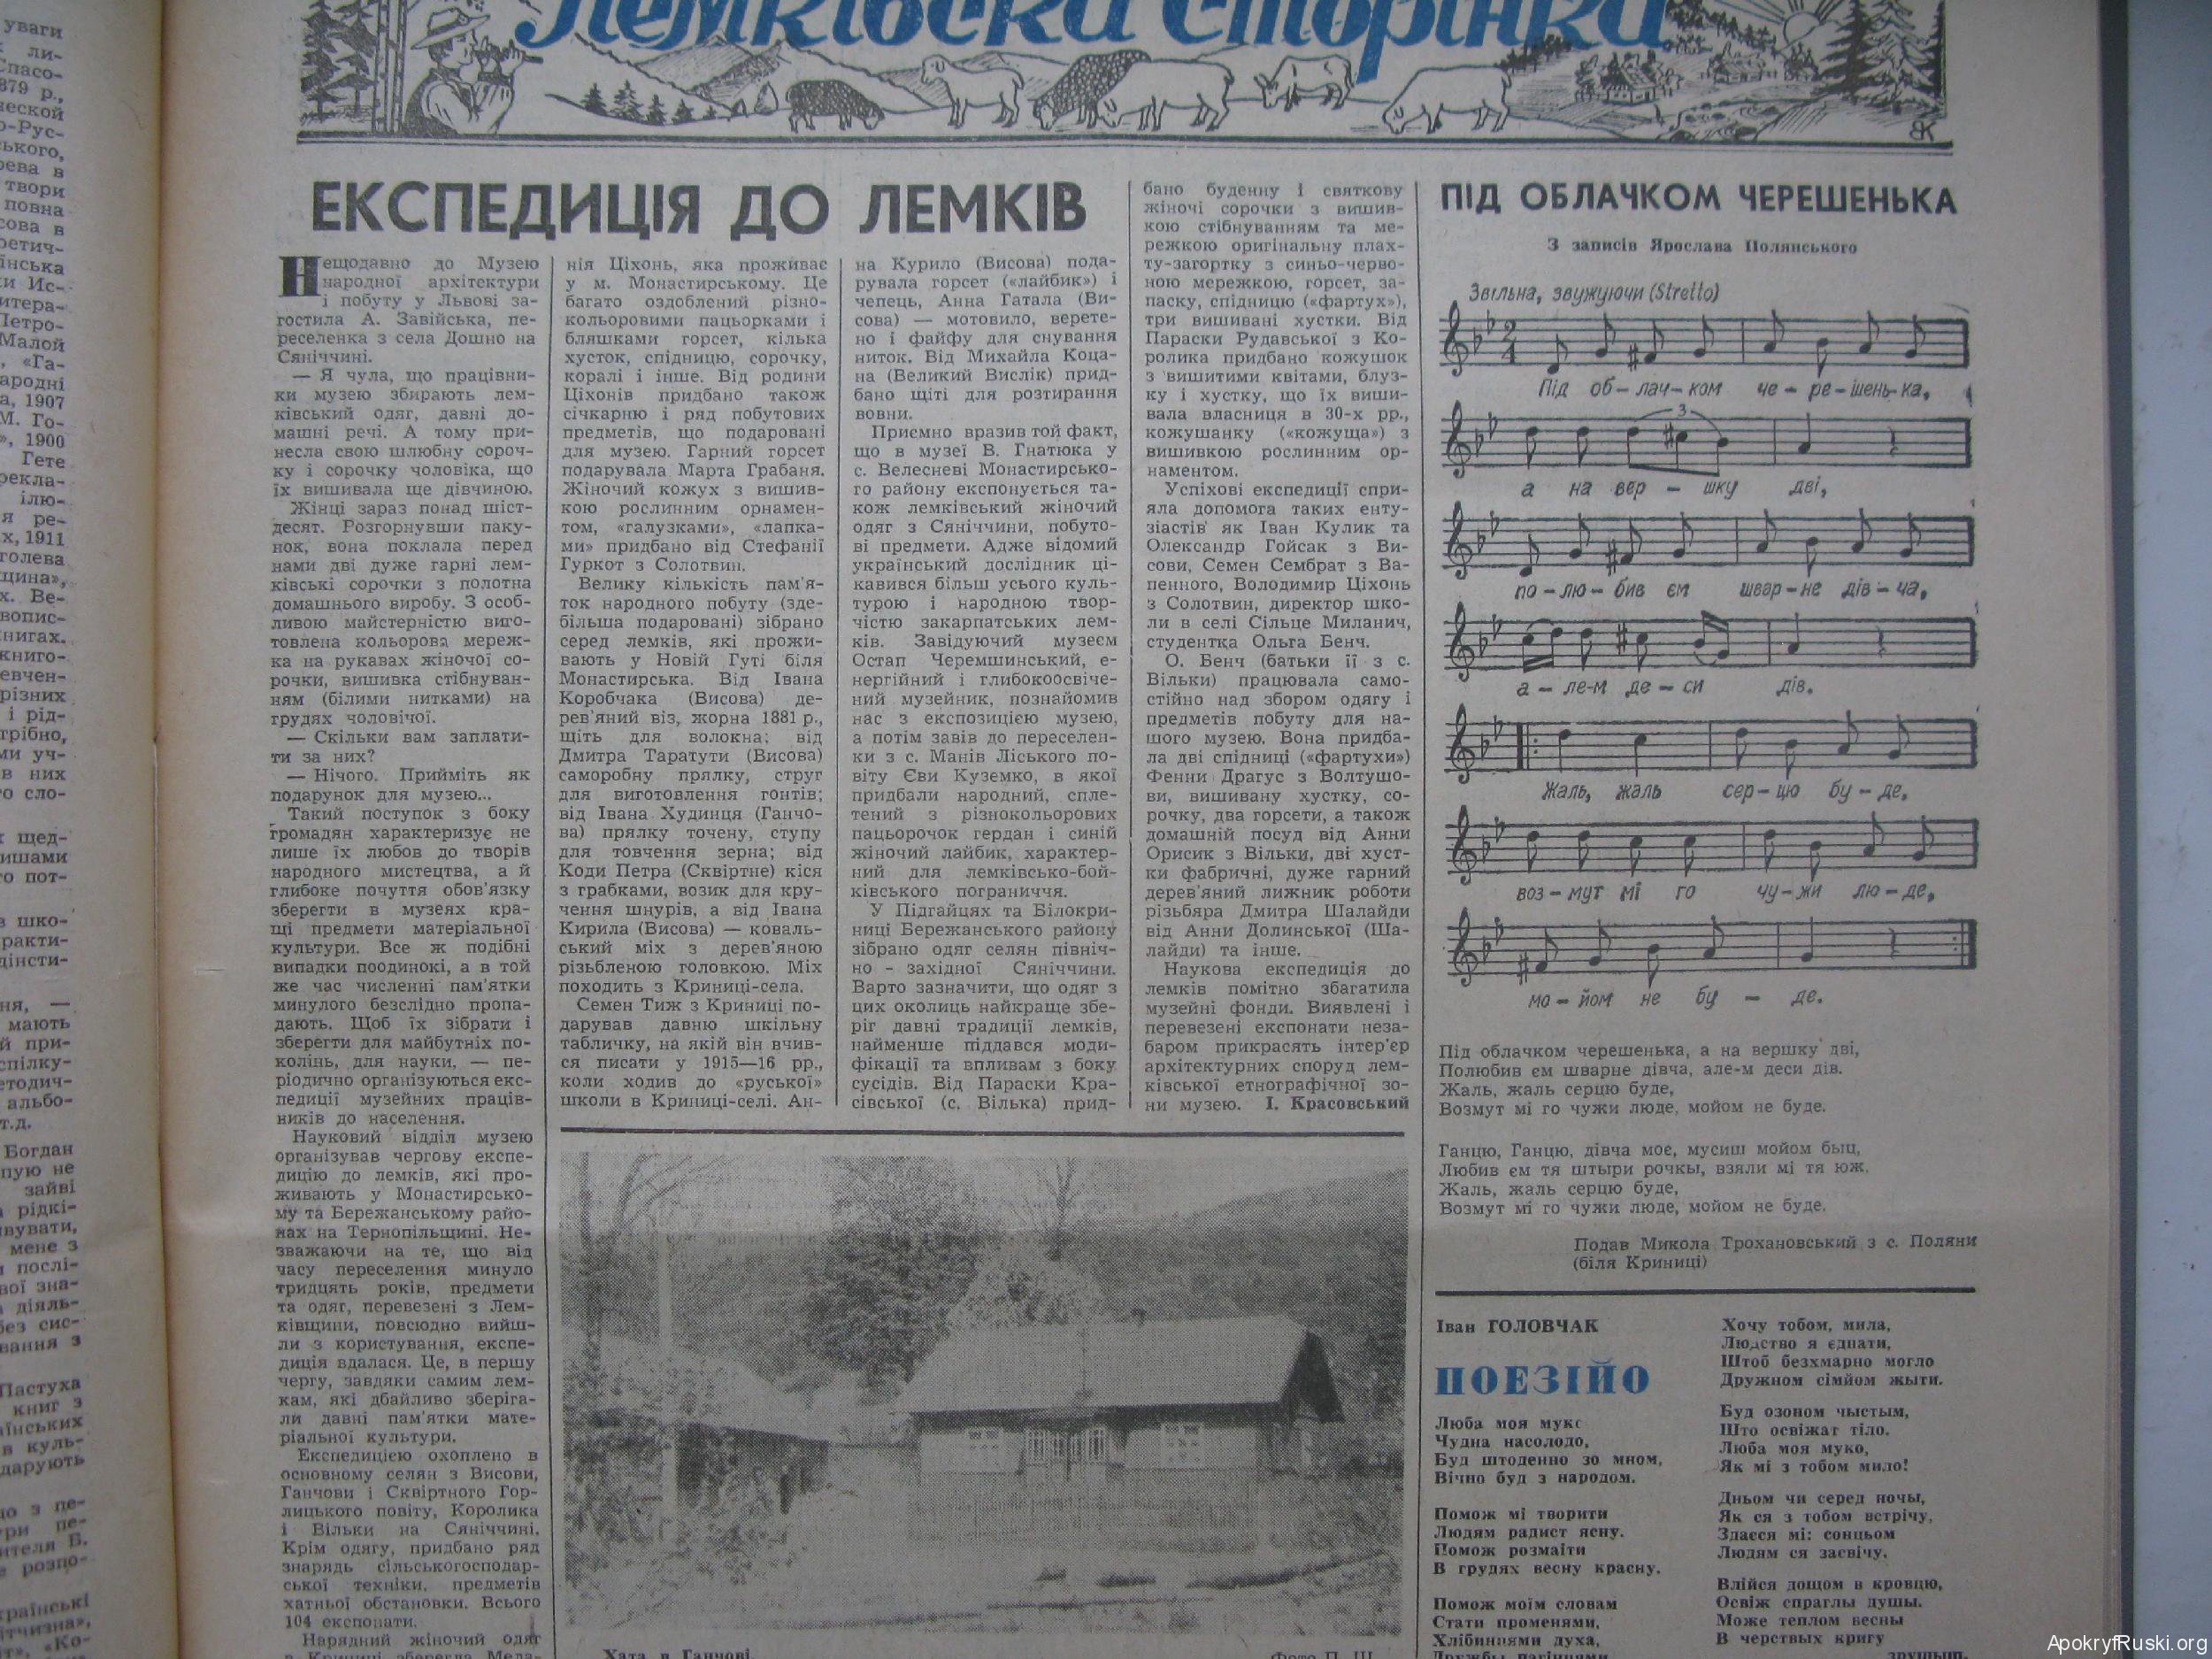 Лемківска сторінка
ЕКСПЕДИЦІЯ ДО ЛЕМКІВ
Нещодавно до Музею
народної архітектури
і побуту у Львові за-
гостила А. Завійська, пе-
реселенка з села Дошно на
Сяніччині.
— Я чула, що працівни-
ки музею збирають лем-
ківський одяг, давні до-
машні речі. А тому при-
несла свою шлюбну сороч-
ку і сорочку чоловіка, що
їх вишивала ще дівчиною.
Жінці зараз понад шіст-
десят. Розгорнувши паку-
нок, вона поклала перед
нами дві дуже гарні лем-
ківські сорочки з полотна
домашнього виробу. З особ-
ливою майстерністю виго-
товлена кольорова мереж-
ка на рукавах жіночої со-
рочки, вишивка стібнуван-
ням (білими нитками) на
грудях чоловічої.
— Скільки вам заплати-
ти за них?
— Нічого. Прийміть як
подарунок для музею...
Такий поступок з боку
громадян характеризує не
лише їх любов до творів
народного мистецтва, а й
глибоке почуття обов'язку
зберегти в музеях кра-
щі предмети матеріальної
культури. Все ж подібні
випадки поодинокі, а в той
же час численні пам'ятки
минулого безслідно пропа-
дають. Щоб їх зібрати і
зберегти для майбутніх по-
колінь, для науки, — пе-
ріодично організуються екс-
педиції музейних праців-
ників до населення.
Науковий відділ музею
організував чергову експе-
дицію до лемків, які про-
живають у Монастирсько-
му та Бережанському райо-
нах на Тернопільщині. Не-
зважаючи на те, що від
часу переселення минуло
тридцять років, предмети
та одяг, перевезені з Лем-
ківщини, повсюдно вийш-
ли з користування, експе-
диція вдалася. Це, в першу
чергу, завдяки самим лем-
кам, які дбайливо зберіга-
ли давні пам'ятки мате-
ріальної культури.
Експедицією охоплено в
основному селян з Висови,
Ганчови і Сквіртного Гор-
лицького повіту, Королика
і Вільки на Сяніччині.
Крім одягу, придбано ряд
знарядь сільськогосподар-
ської техніки, предметів
хатньої обстановки. Всього
104 експонати.
Нарядний жіночий одяг
з Криниці зберегла Мела-
нія Ціхонь, яка проживає
у м. Монастирському. Це
багато оздоблений різно-
кольоровими пацьорками і
бляшками горсет, кілька
хусток, спідницю, сорочку,
коралі і інше. Від родини
Ціхонів придбано також
січкарню і ряд побутових
предметів, що подаровані
для музею. Гарний горсет
подарувала Марта Грабаня.
Жіночий кожух з вишив-
кою рослинним орнамен-
том, «галузками», «лапка-
ми» придбано від Стефанії
Гуркот з Солотвин.
Велику кількість пам'я-
ток народного побуту (зде-
більша подаровані) зібрано
серед лемків, які прожи-
вають у Новій Гуті біля
Монастирська. Від Івана
Коробчака (Висова) де-
рев'яний віз, жорна 1881 р.,
щіть для волокна; від
Дмитра Таратути (Висова)
саморобну прялку, струг
для виготовлення гонтів;
від Івана Худинця (Ганчо-
ва) прялку точену, ступу
для товчення зерна; від
Коди Петра (Сквіртне) кіся
з грабками, возик для кру-
чення шнурів, а від Івана
Кирила (Висова) — коваль-
ський міх з дерев'яною
різьбленою головкою. Міх
походить з Криниці-села.
Семен Тиж з Криниці по-
дарував давню шкільну
табличку, на якій він вчив-
ся писати у 1915—16 рр.,
коли ходив до «руської»
школи в Криниці-селі. Ан-
на Курило (Висова) пода-
рувала горсет («лайбик») і
чепець, Анна Гатала (Ви-
сова) — мотовило, верете-
но і файфу для снування
ниток. Від Михайла Коца-
на (Великий Вислік) прид-
бано щіті для розтирання
вовни.
Приємно вразив той факт,
що в музеї В. Гнатюка у
с. Велесневі Монастирсько-
го району експонується та-
кож лемківський жіночий
одяг з Сяніччини, побуто-
ві предмети. Адже відомий
український дослідник ці-
кавився більш усього куль-
турою і народною твор-
чістю закарпатських лем-
ків. Завідуючий музеєм
Остап Черемшинський, е-
нергійний і глибокоосвіче-
ний музейник, познайомив
нас з експозицією музею,
а потім завів до переселен-
ки з с. Манів Ліського по-
віту Єви Куземко, в якої
придбали народний, спле-
тений з різнокольорових
пацьорочок гердан і синій
жіночий лайбик, характер-
ний для лемківсько-бой-
ківського пограниччя.
У Підгайцях та Білокри-
ниці Бережанського району
зібрано одяг селян північ-
но - західної Сяніччини.
Варто зазначити, що одяг з
цих околиць найкраще збе-
ріг давні традиції лемків,
найменше піддався моди-
фікації та впливам з боку
сусідів. Від Параски Кра-
сівської (с. Вілька) прид-
бано буденну і святкову
жіночі сорочки з вишив-
кою стібнуванням та ме-
режкою оригінальну плах-
ту-загортку з синьо-черво-
ною мережкою, горсет, за-
паску, спідницю («фартух»),
три вишивані хустки. Від
Параски Рудавської з Ко-
ролика придбано кожушок
з вишитими квітами, блуз-
ку і хустку, що їх виши-
вала власниця в 30-х рр.,
кожушанку («кожуща») з
вишивкою рослинним ор-
наментом.
Успіхові експедиції спри-
яла допомога таких енту-
зіастів як Іван Кулик та
Олександр Гойсак з Ви-
сови, Семен Сембрат з Ва-
пенного, Володимир Ціхонь
з Солотвин, директор шко-
ли в селі Сільце Миланич,
студентка Ольга Бенч.
О. Бенч (батьки її з с.
Вільки) працювала само-
стійно над збором одягу і
предметів побуту для на-
шого музею. Вона придба-
ла дві спідниці («фартухи»)
Фенни Драгус з Волтушо-
ви, вишивану хустку, со-
рочку, два горсети, а також
домашній посуд від Анни
Орисик з Вільки, дві хуст-
ки фабричні, дуже гарний
дерев'яний лижник роботи
різьбяра Дмитра Шалайди
від Анни Долинської (Ша-
лайди) та інше.
Наукова експедиція до
лемків помітно збагатила
музейні фонди. Виявлені і
перевезені експонати неза-
баром прикрасять інтер'єр
архітектурних споруд лем-
ківської етнографічної зо-
ни музею. І. Красовський
Хата в Ганчові.
Фото П. Ш.
ПІД ОБЛАЧКОМ ЧЕРЕШЕНЬКА
З записів Ярослава Полянського
Звільна, звужуючи (Stretto)
Під об-лач-ком че-ре-шень-ка,
3
а на вер-шку дві,
по-лю-бив єм швар-не дів-ча,
а-ле-м де-си дів.
Жаль, жаль сер-цю бу-де,
воз-мут мі го чу-жи лю-де,
мо-йом не бу - де.
Під облачком черешенька, а на вершку дві,
Полюбив єм шварне дівча, але-м деси дів.
Жаль, жаль серцю буде,
Возмут мі го чужи люде, мойом не буде.
Ганцю, Ганцю, дівча моє, мусиш мойом быц,
Любив єм тя штыри рочкы, взяли мі тя юж.
Жаль, жаль серцю буде,
Возмут мі го чужи люде, мойом не буде.
Подав Микола Трохановський з с. Поляни
(біля Криниці)
Іван ГОЛОВЧАК
ПОЕЗІЙО
Люба моя муко
Чудна насолодо,
Буд штоденно зо мном,
Вічно буд з народом.
Помож мі творити
Людям радист ясну.
Помож розмаїти
В грудях весну красну.
Помож моїм словам
Стати променями,
Хлібинпями духа,
Хочу тобом, мила,
Людство я єднати,
Штоб безхмарно могло
Дружном сімйом жыти.
Буд озоном чыстым,
Што освіжат тіло.
Люба моя муко,
Як мі з тобом мило!
Дньом чи серед ночы,
Як ся з тобом встрічу,
Здаєся мі: сонцьом
Людям ся засвічу.
Влійся дощом в кровцю,
Освіж спраглы душы.
Може теплом весны
В черствых кригу
зрушыш.
ApokryfRuski.org